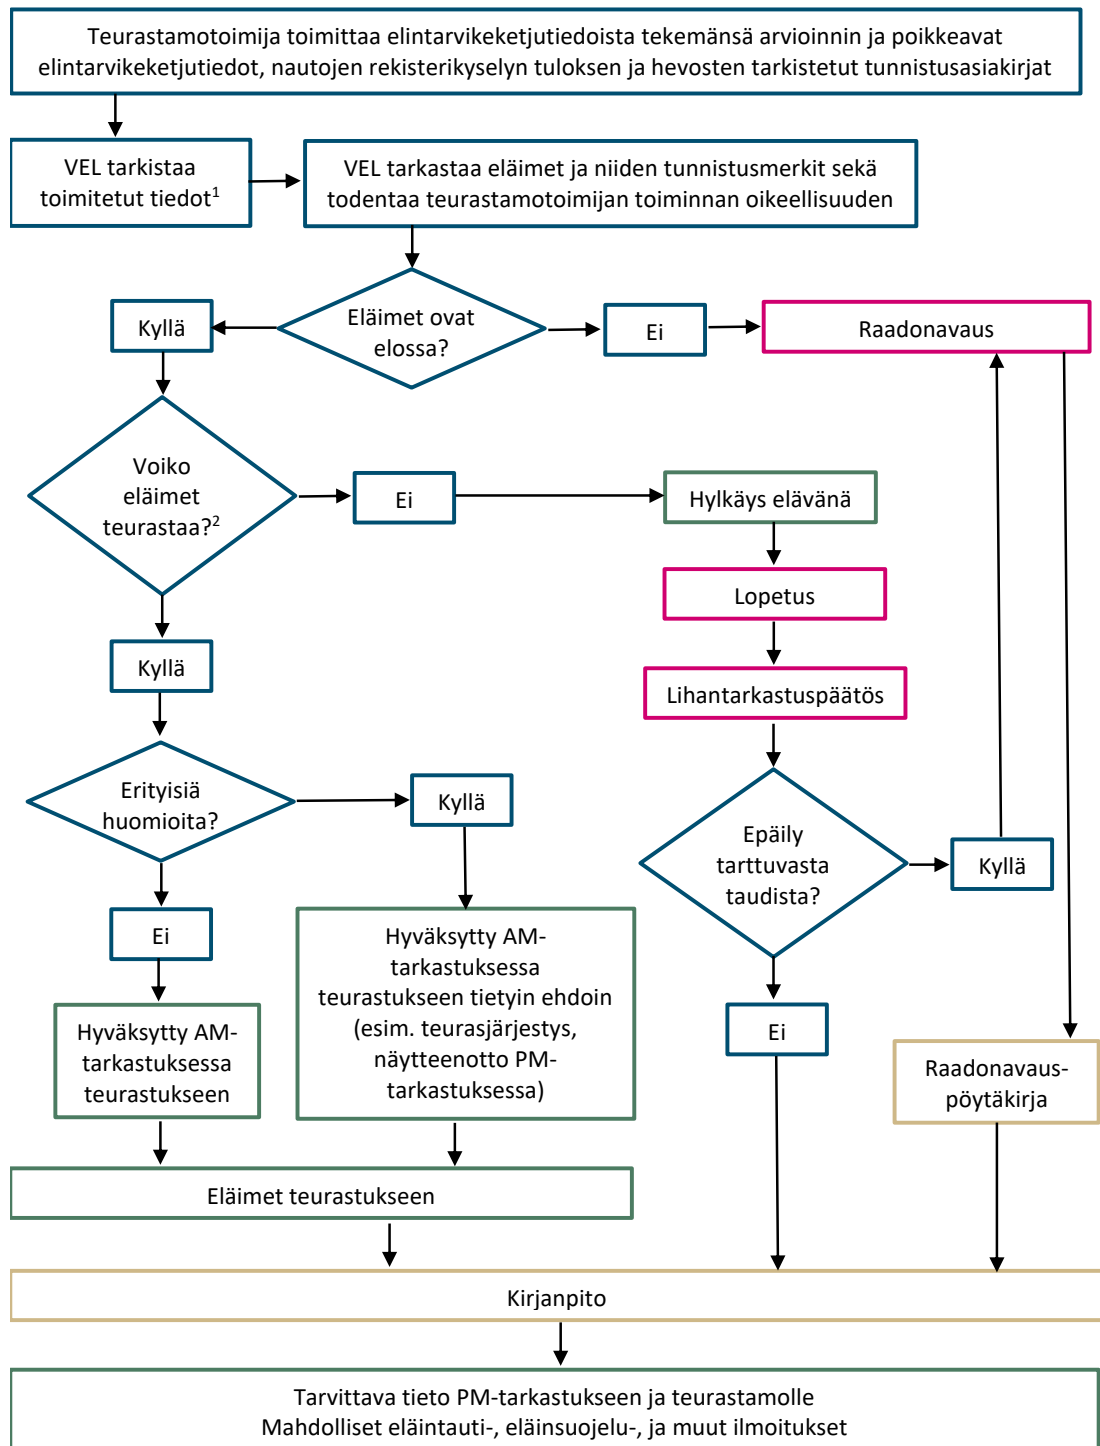 Teurastamotoimija toimittaa elintarvikeketjutiedoista tekemänsä arvioinnin ja poikkeavat
elintarvikeketjutiedot, nautojen rekisterikyselyn tuloksen ja hevosten tarkistetut tunnistusasiakirjat
VEL tarkistaa
toimitetut tiedot¹
VEL tarkastaa eläimet ja niiden tunnistusmerkit sekä
todentaa teurastamotoimijan toiminnan oikeellisuuden
Kyllä
Eläimet ovat
elossa?
Ei
Raadonavaus
Voiko
eläimet
teurastaa?²
Ei
Hylkäys elävänä
Lopetus
Kyllä
Lihantarkastuspäätös
Erityisiä
huomioita?
Kyllä
Epäily
tarttuvasta
taudista?
Kyllä
Ei
Hyväksytty AM-
tarkastuksessa
teurastukseen tietyin ehdoin
(esim. teurasjärjestys,
näytteenotto PM-
tarkastuksessa)
Ei
Hyväksytty AM-
tarkastuksessa
teurastukseen
Raadonavaus-
pöytäkirja
Eläimet teurastukseen
Kirjanpito
Tarvittava tieto PM-tarkastukseen ja teurastamolle
Mahdolliset eläintauti-, eläinsuojelu-, ja muut ilmoitukset